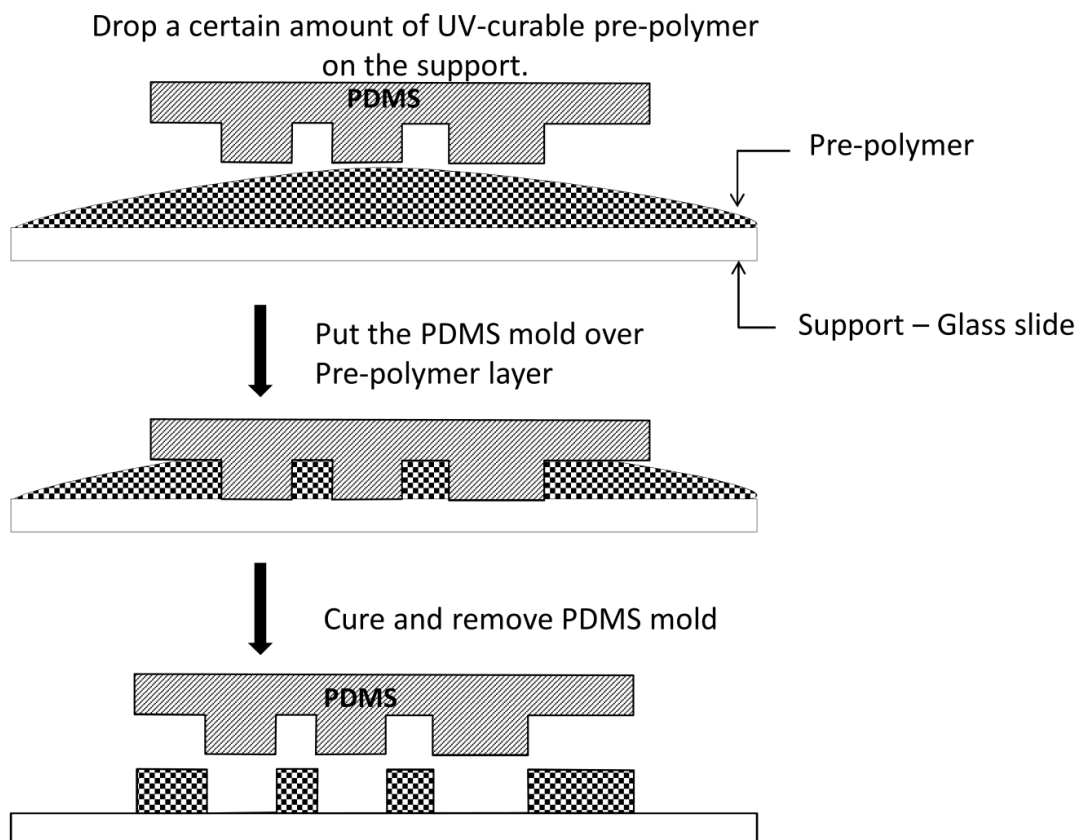 Drop a certain amount of UV-curable pre-polymer
on the support.
PDMS
Pre-polymer
Support – Glass slide
Put the PDMS mold over
Pre-polymer layer
Cure and remove PDMS mold
PDMS